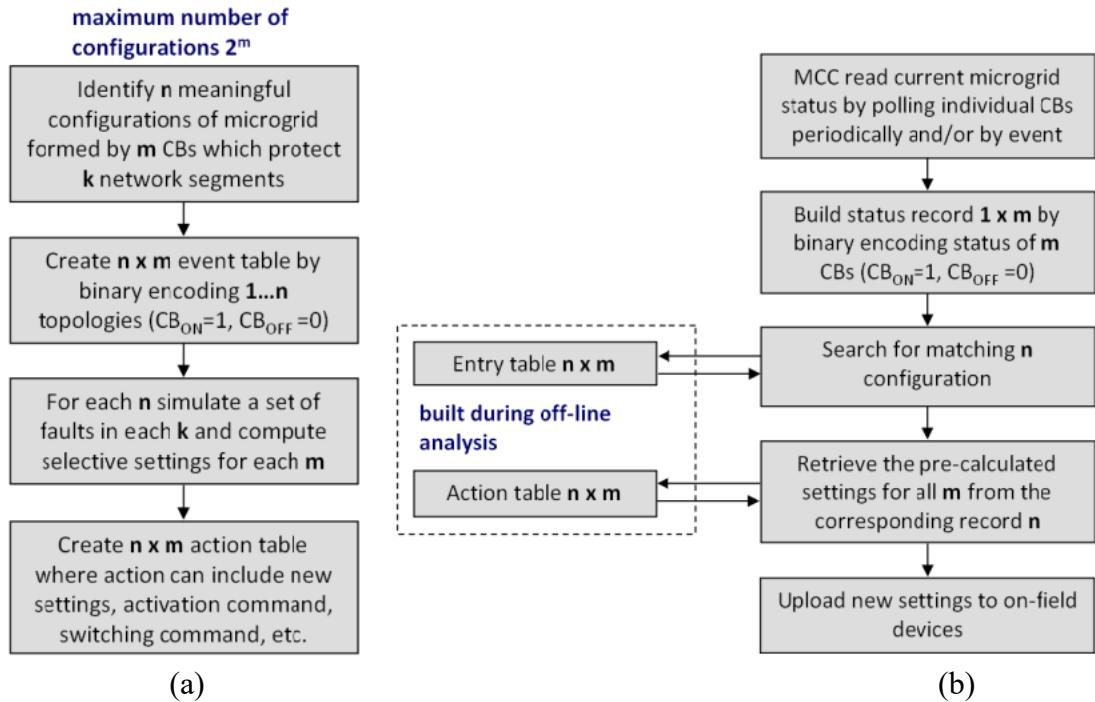 maximum number of
configurations 2ᵐ
Identify n meaningful
configurations of microgrid
formed by m CBs which protect
k network segments
Create n x m event table by
binary encoding 1...n
topologies (CB_ON=1, CB_OFF =0)
For each n simulate a set of
faults in each k and compute
selective settings for each m
Create n x m action table
where action can include new
settings, activation command,
switching command, etc.
(a)
Entry table n x m
built during off-line
analysis
Action table n x m
MCC read current microgrid
status by polling individual CBs
periodically and/or by event
Build status record 1 x m by
binary encoding status of m
CBs (CB_ON=1, CB_OFF =0)
Search for matching n
configuration
Retrieve the pre-calculated
settings for all m from the
corresponding record n
Upload new settings to on-field
devices
(b)